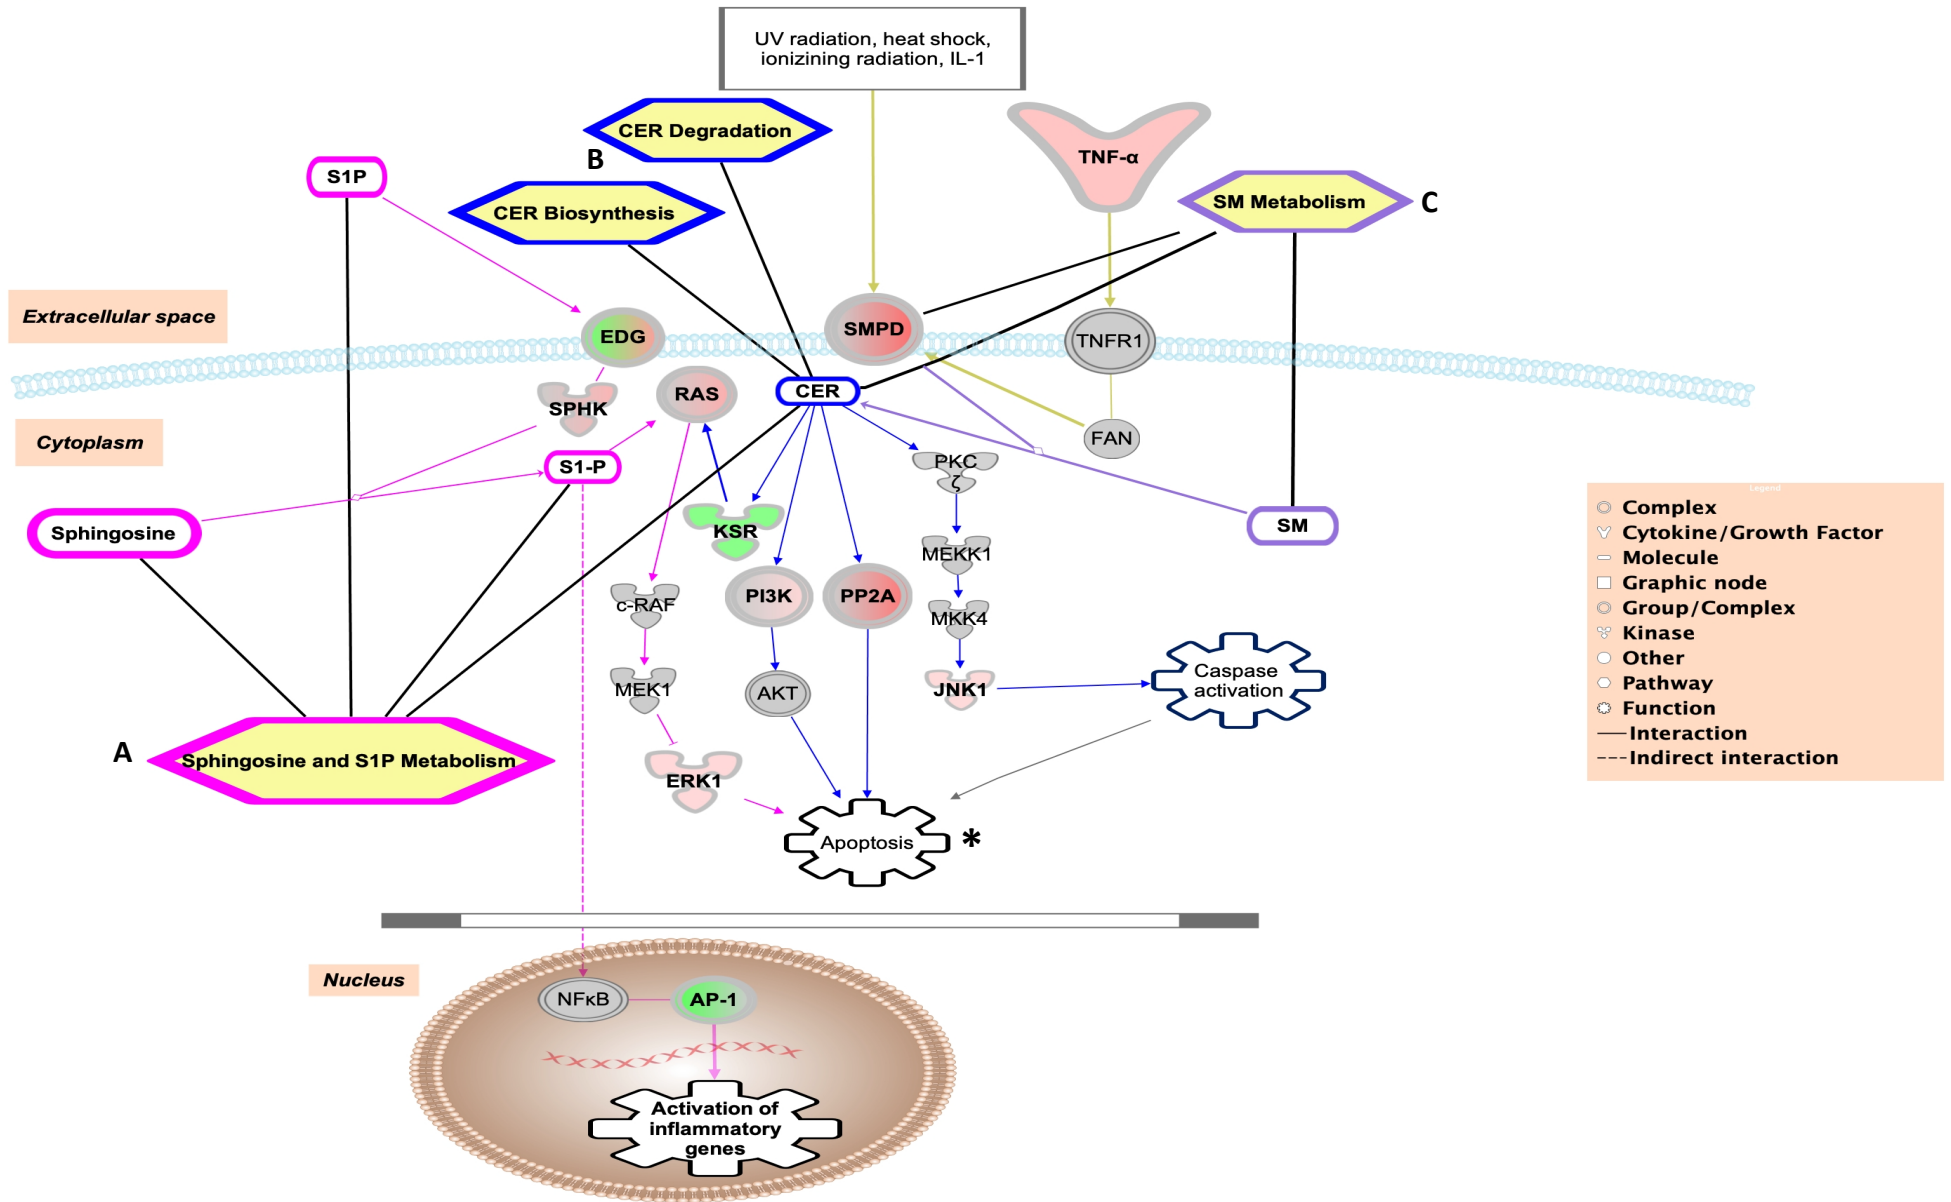 UV radiation, heat shock,
ionizining radiation, IL-1
CER Degradation
B
CER Biosynthesis
S1P
TNF-α
SM Metabolism
C
Extracellular space
EDG
SMPD
TNFR1
SPHK
RAS
CER
Cytoplasm
FAN
S1-P
PKC
ζ
Sphingosine
KSR
SM
MEKK1
c-RAF
PI3K
PP2A
MKK4
MEK1
AKT
JNK1
Caspase
activation
A
Sphingosine and S1P Metabolism
ERK1
Apoptosis
*
Nucleus
NFκB
AP-1
Activation of
inflammatory
genes
Legend
Complex
Cytokine/Growth Factor
Molecule
Graphic node
Group/Complex
Kinase
Other
Pathway
Function
Interaction
Indirect interaction